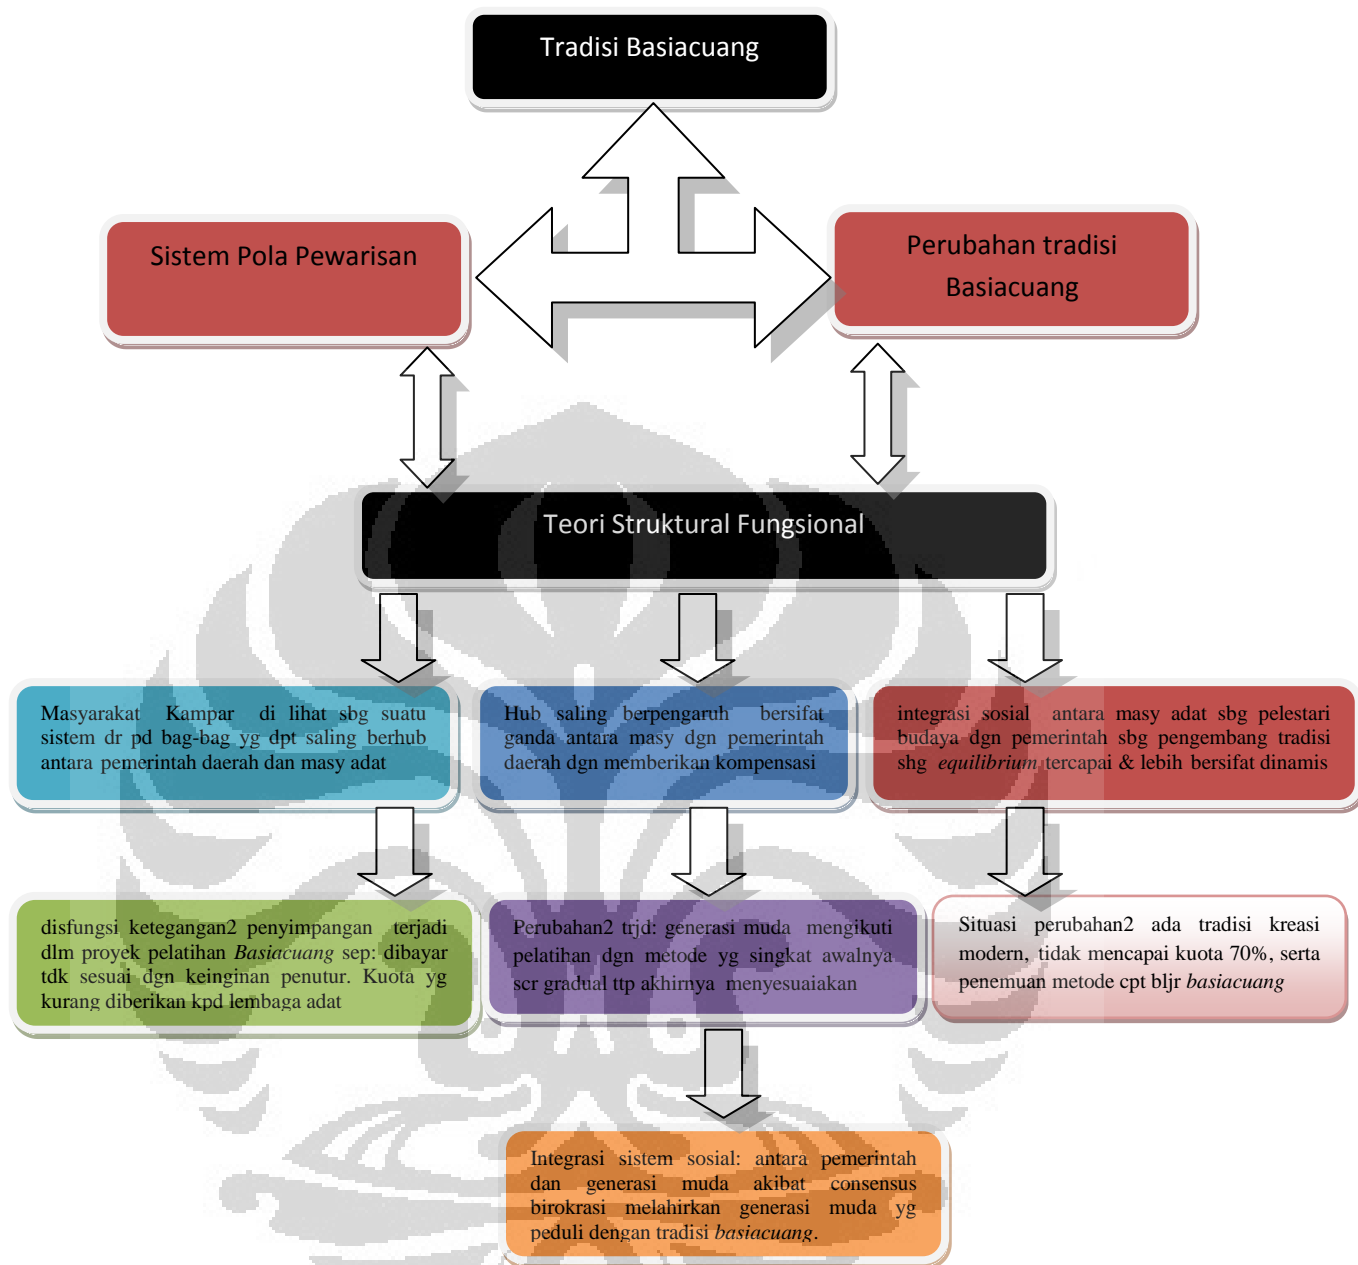 Tradisi Basiacuang
Sistem Pola Pewarisan
Perubahan tradisi
Basiacuang
Teori Struktural Fungsional
Masyarakat Kampar di lihat sbg suatu
sistem dr pd bag-bag yg dpt saling berhub
antara pemerintah daerah dan masy adat
Hub saling berpengaruh bersifat
ganda antara masy dgn pemerintah
daerah dgn memberikan kompensasi
integrasi sosial antara masy adat sbg pelestari
budaya dgn pemerintah sbg pengembang tradisi
shg equilibrium tercapai & lebih bersifat dinamis
disfungsi ketegangan2 penyimpangan terjadi
dlm proyek pelatihan Basiacuang sep: dibayar
tdk sesuai dgn keinginan penutur. Kuota yg
kurang diberikan kpd lembaga adat
Perubahan2 trjd: generasi muda mengikuti
pelatihan dgn metode yg singkat awalnya
scr gradual ttp akhirnya menyesuaiakan
Situasi perubahan2 ada tradisi kreasi
modern, tidak mencapai kuota 70%, serta
penemuan metode cpt bljr basiacuang
Integrasi sistem sosial: antara pemerintah
dan generasi muda akibat consensus
birokrasi melahirkan generasi muda yg
peduli dengan tradisi basiacuang.